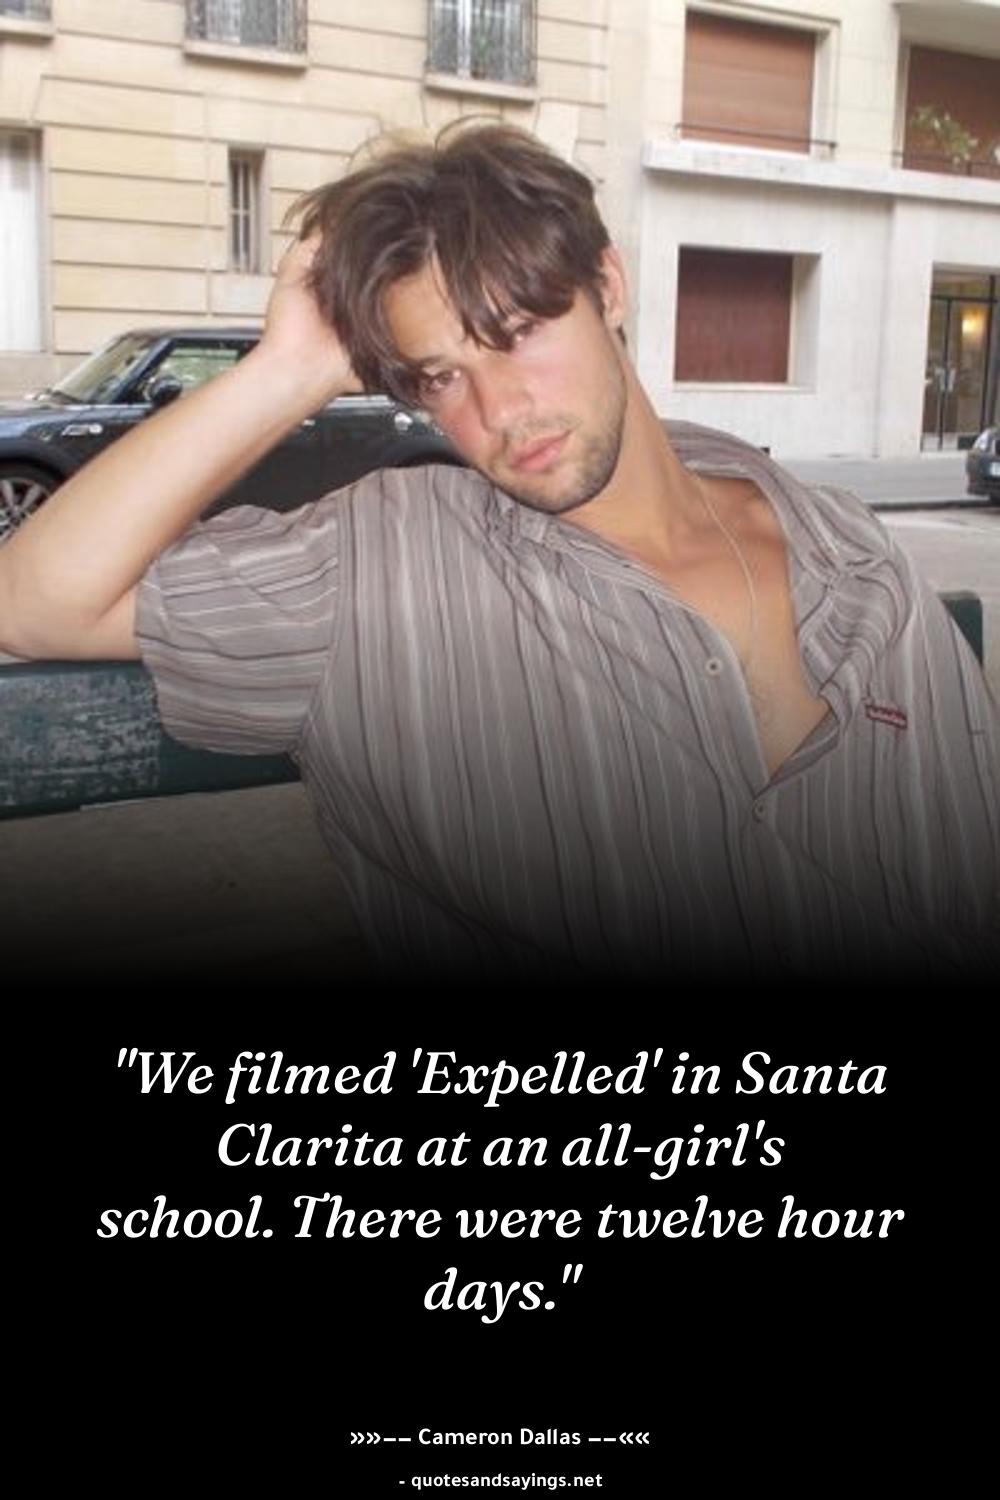 "We filmed 'Expelled' in Santa
Clarita at an all-girl's
school. There were twelve hour
days."
»»–– Cameron Dallas ––««
- quotesandsayings.net